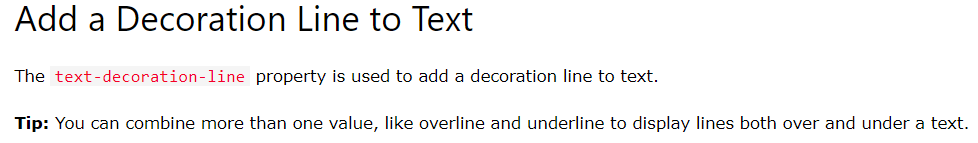 Add a Decoration Line to Text
The text-decoration-line property is used to add a decoration line to text.
Tip: You can combine more than one value, like overline and underline to display lines both over and under a text.